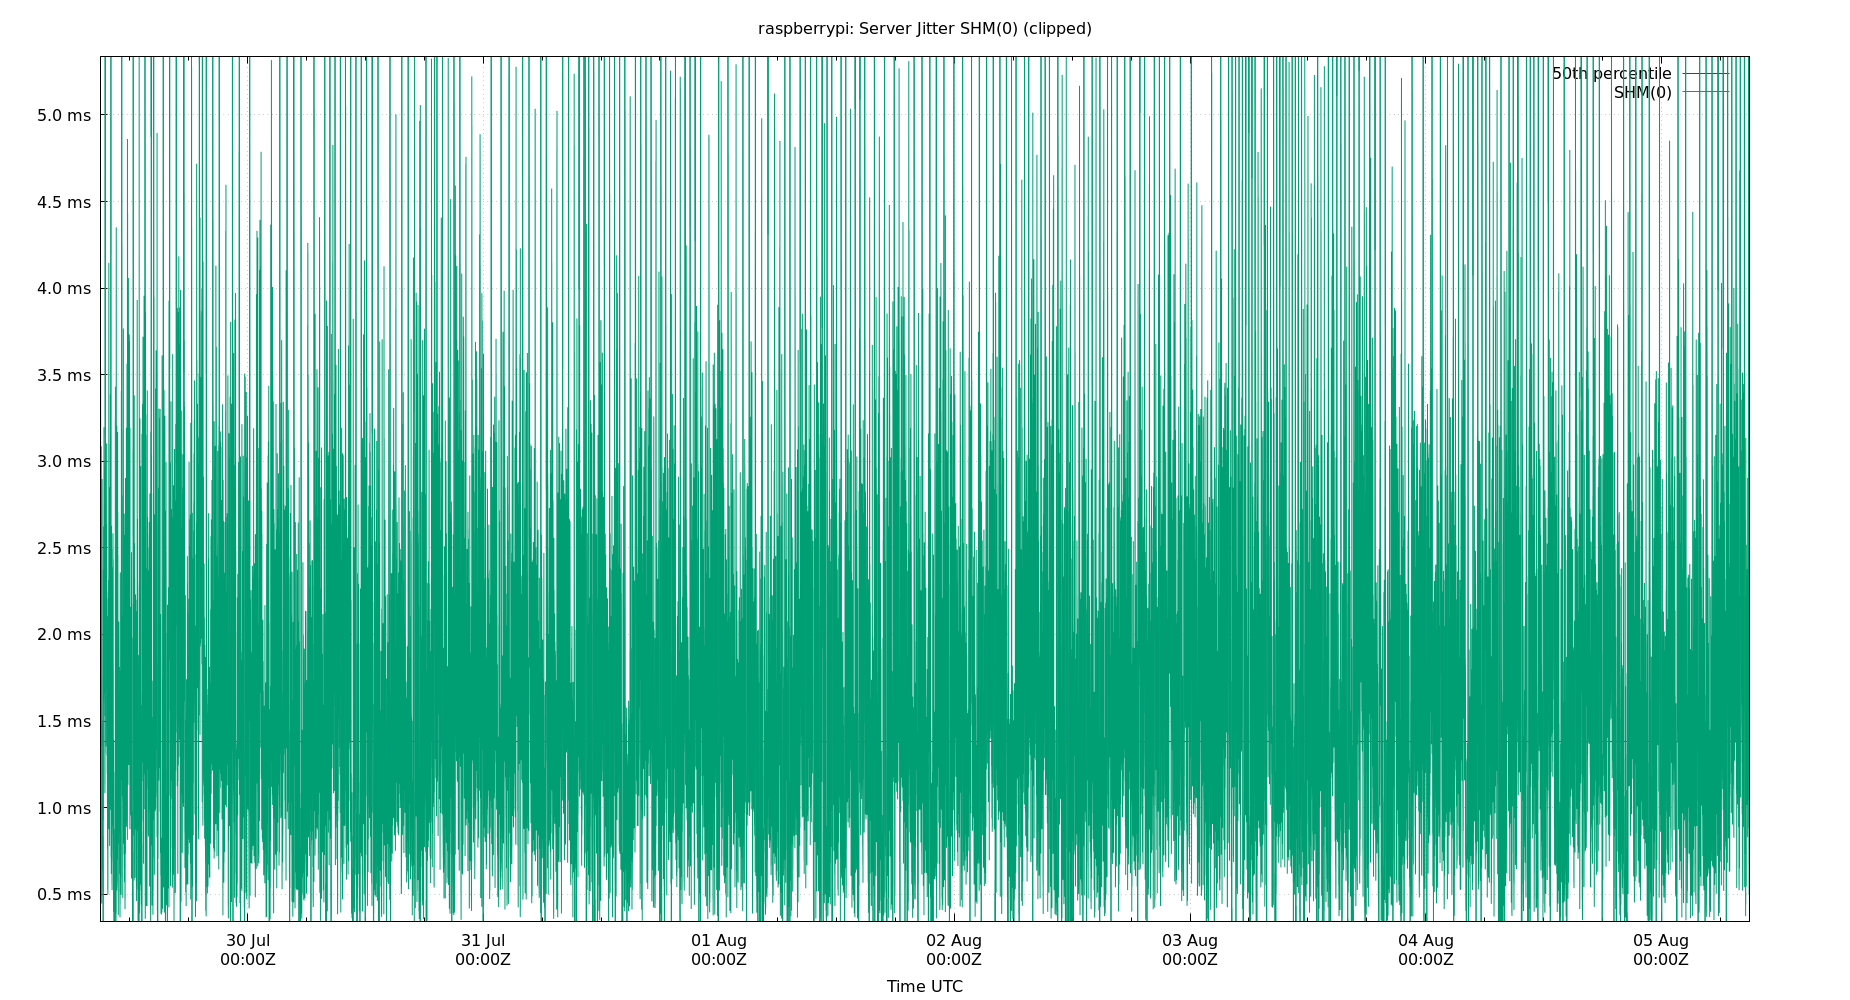 raspberrypi: Server Jitter SHM(0) (clipped)
50th percentile
SHM(0)
5.0 ms
4.5 ms
4.0 ms
3.5 ms
3.0 ms
2.5 ms
2.0 ms
1.5 ms
1.0 ms
0.5 ms
30 Jul 31 Jul 01 Aug 02 Aug 03 Aug 04 Aug 05 Aug
00:00Z 00:00Z 00:00Z 00:00Z 00:00Z 00:00Z 00:00Z
Time UTC